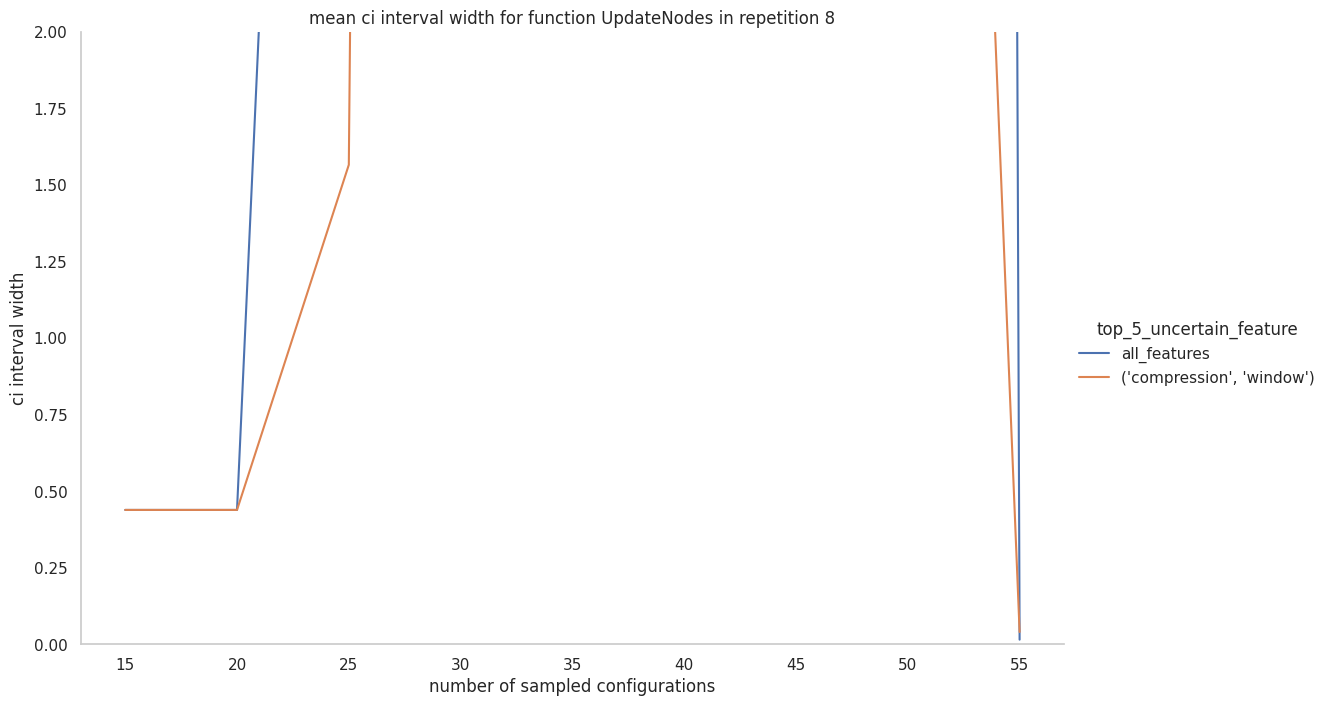 mean ci interval width for function UpdateNodes in repetition 8
2.00
1.75
1.50
1.25
1.00
0.75
0.50
0.25
0.00
ci interval width
15 20 25 30 35 40 45 50 55
number of sampled configurations
top_5_uncertain_feature
all_features
('compression', 'window')